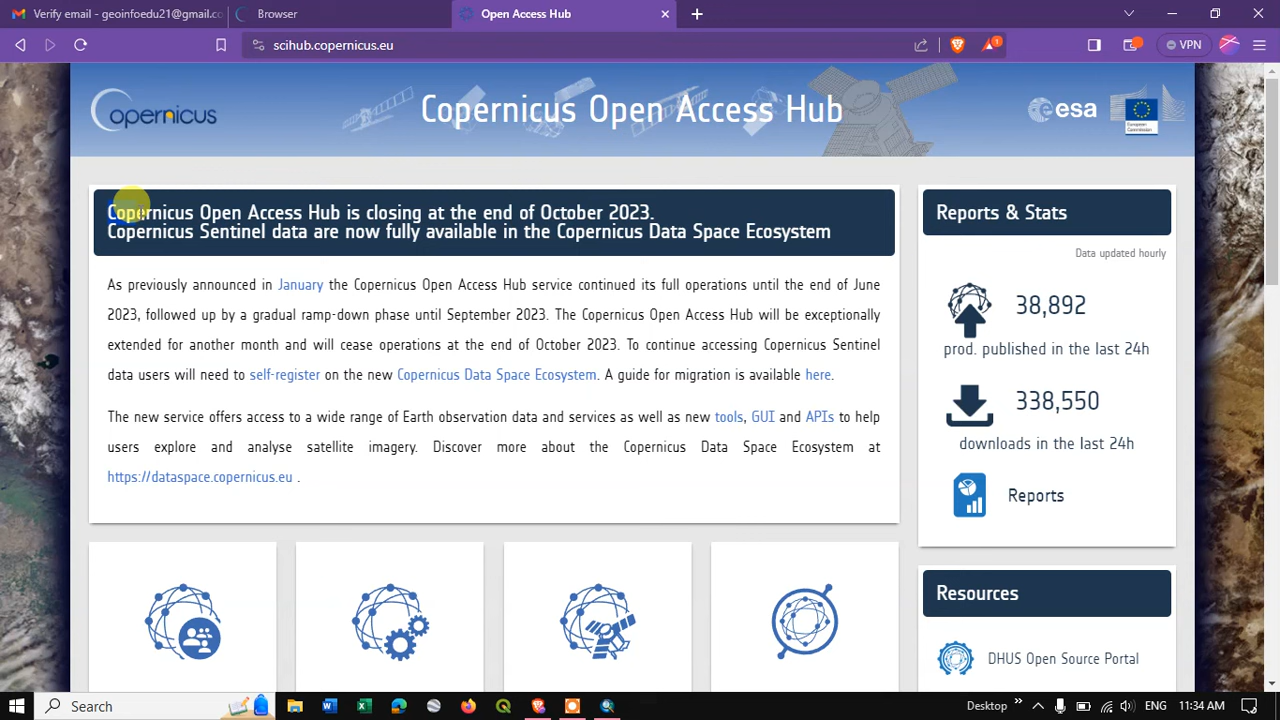 Verify email - geoinfoedu21@gmail.co
Browser
Open Access Hub
scihub.copernicus.eu
1
VPN
opernicus
Copernicus Open Access Hub
esa
European Commission
Copernicus Open Access Hub is closing at the end of October 2023.
Copernicus Sentinel data are now fully available in the Copernicus Data Space Ecosystem
As previously announced in January the Copernicus Open Access Hub service continued its full operations until the end of June
2023, followed up by a gradual ramp-down phase until September 2023. The Copernicus Open Access Hub will be exceptionally
extended for another month and will cease operations at the end of October 2023. To continue accessing Copernicus Sentinel
data users will need to self-register on the new Copernicus Data Space Ecosystem. A guide for migration is available here.
The new service offers access to a wide range of Earth observation data and services as well as new tools, GUI and APIs to help
users explore and analyse satellite imagery. Discover more about the Copernicus Data Space Ecosystem at
https://dataspace.copernicus.eu .
Reports & Stats
Data updated hourly
38,892
prod. published in the last 24h
338,550
downloads in the last 24h
Reports
Resources
DHUS Open Source Portal
Search
Desktop
ENG
11:34 AM